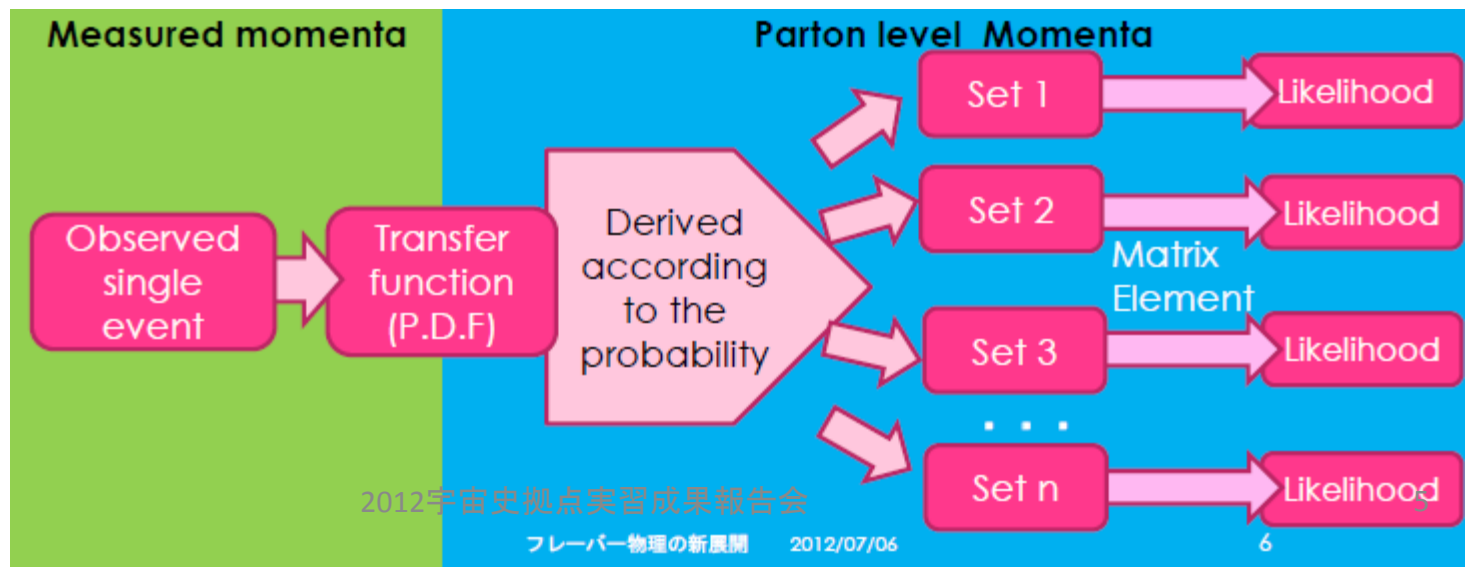 Measured momenta
Parton level Momenta
Observed
single
event
Transfer
function
(P.D.F)
Derived
according
to the
probability
Set 1
Likelihood
Set 2
Likelihood
Matrix
Element
Set 3
Likelihood
. . .
Set n
Likelihood
2012宇宙史拠点実習成果報告会
5
フレーバー物理の新展開 2012/07/06
6